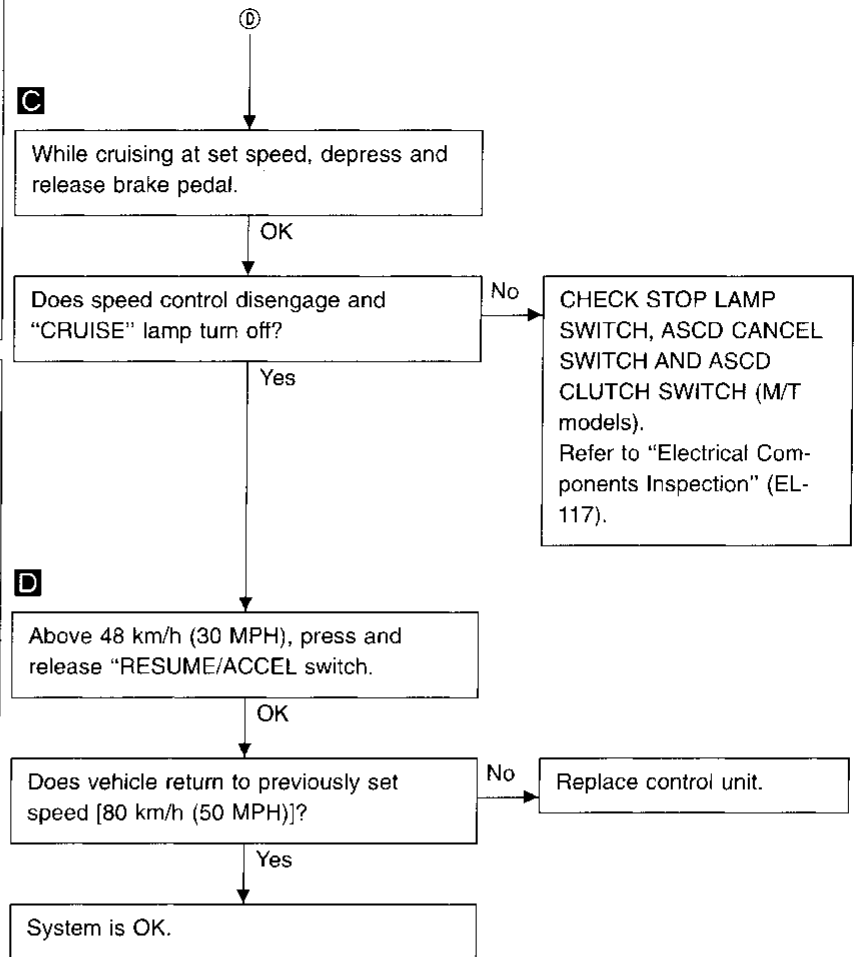 D
C
While cruising at set speed, depress and
release brake pedal.
OK
Does speed control disengage and
“CRUISE” lamp turn off?
No
CHECK STOP LAMP
SWITCH, ASCD CANCEL
SWITCH AND ASCD
CLUTCH SWITCH (M/T
models).
Refer to “Electrical Com-
ponents Inspection” (EL-
117).
Yes
D
Above 48 km/h (30 MPH), press and
release “RESUME/ACCEL switch.
OK
Does vehicle return to previously set
speed [80 km/h (50 MPH)]?
No
Replace control unit.
Yes
System is OK.